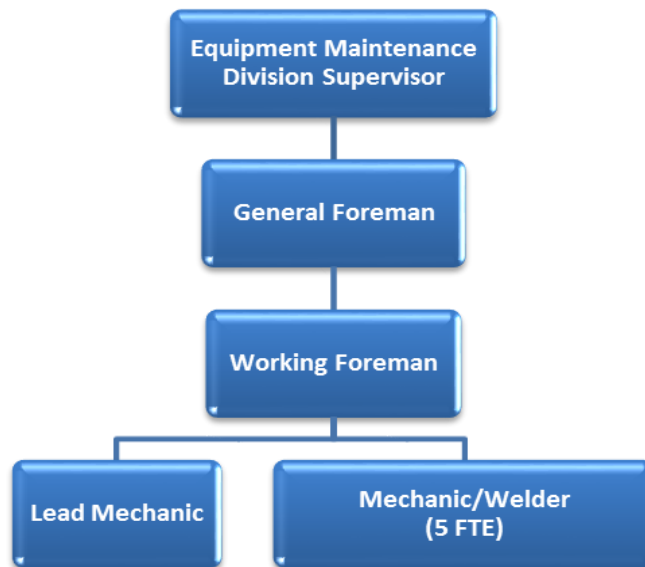 Equipment Maintenance
Division Supervisor
General Foreman
Working Foreman
Lead Mechanic
Mechanic/Welder
(5 FTE)